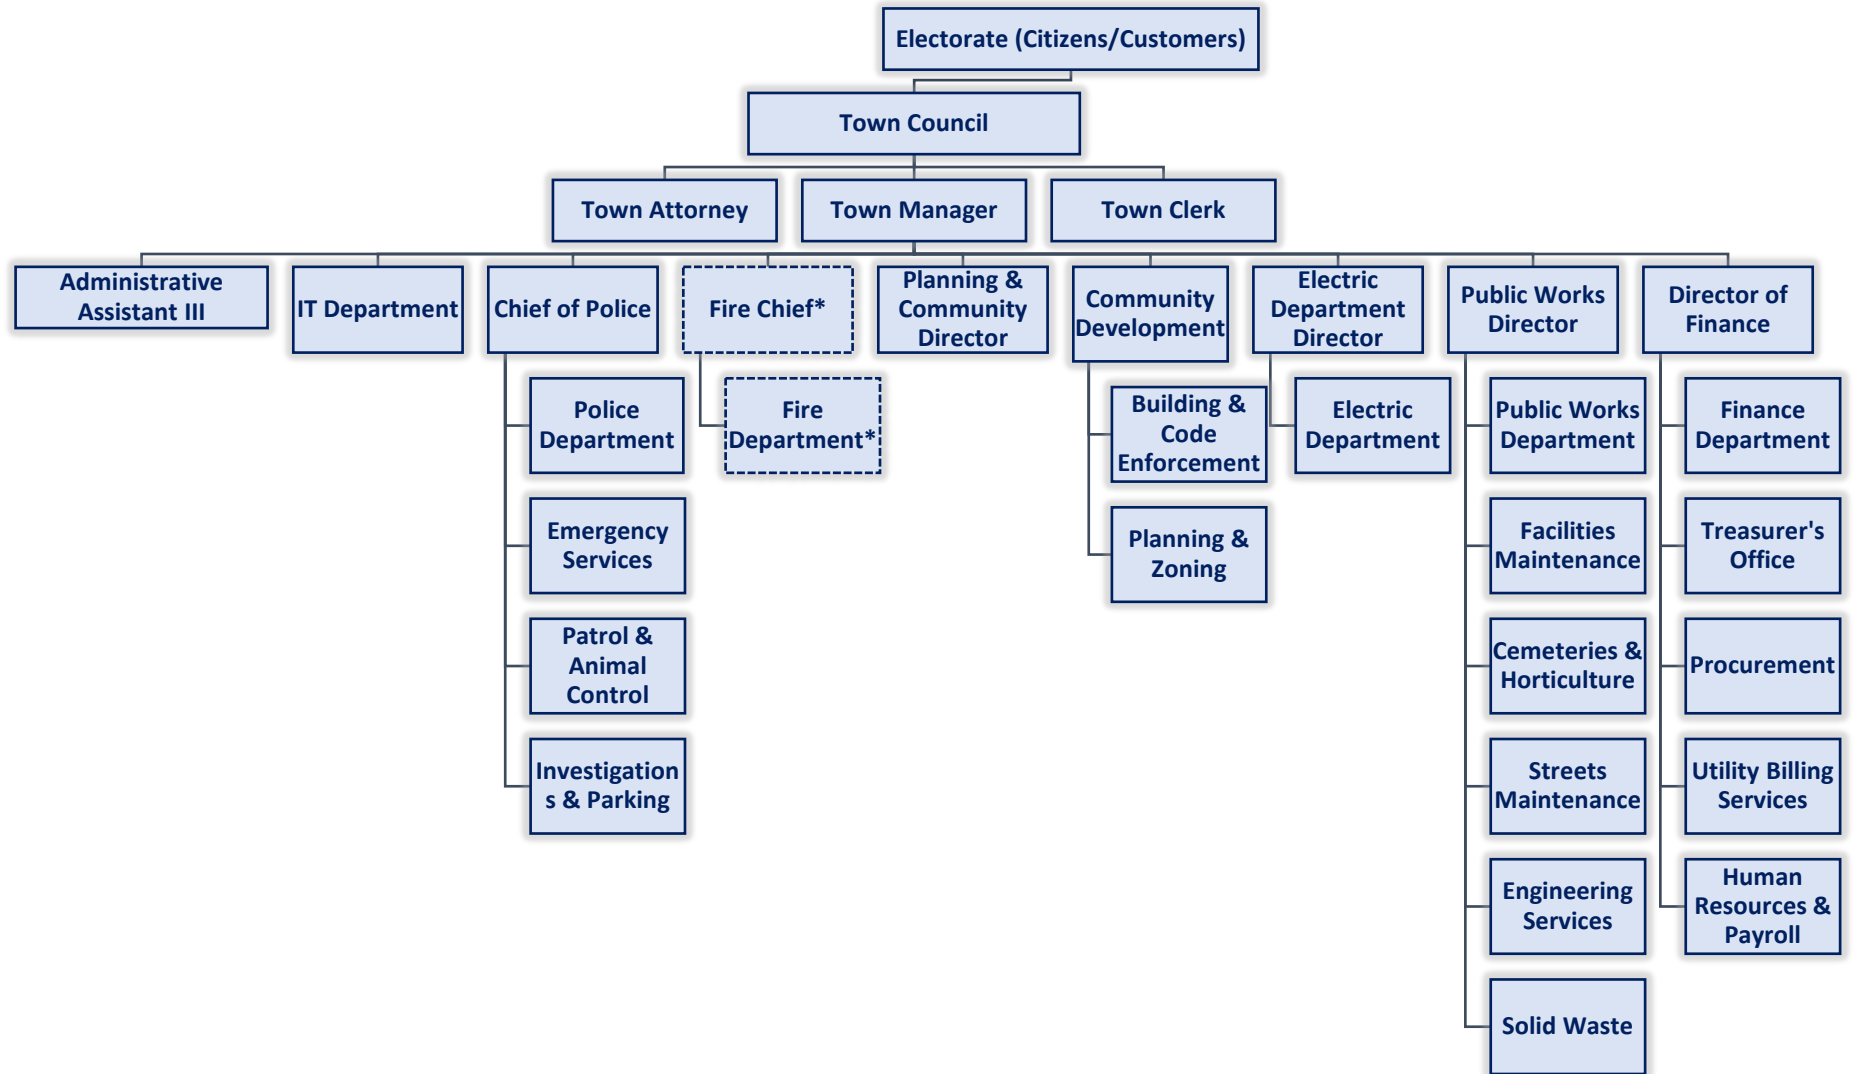 Electorate (Citizens/Customers)
Town Council
Town Attorney
Town Manager
Town Clerk
Administrative
Assistant III
IT Department
Chief of Police
Fire Chief*
Planning &
Community
Director
Community
Development
Electric
Department
Director
Public Works
Director
Director of
Finance
Police
Department
Emergency
Services
Patrol &
Animal
Control
Investigation
s & Parking
Fire
Department*
Building &
Code
Enforcement
Planning &
Zoning
Electric
Department
Public Works
Department
Facilities
Maintenance
Cemeteries &
Horticulture
Streets
Maintenance
Engineering
Services
Solid Waste
Finance
Department
Treasurer's
Office
Procurement
Utility Billing
Services
Human
Resources &
Payroll